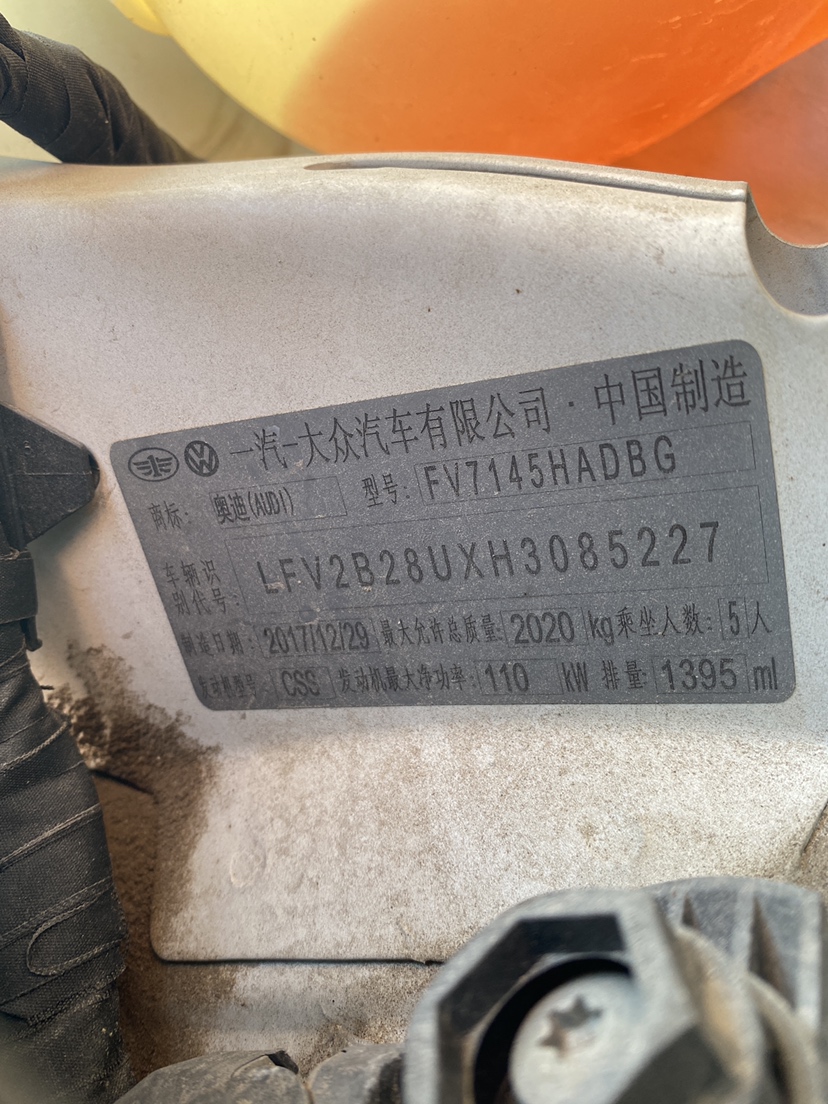 一汽-大众汽车有限公司·中国制造
商标: 奥迪(AUDI) 型号: FV7145HADBG
车辆识别代号: LFV2B28UXH3085227
制造日期: 2017/12/29 最大允许总质量: 2020 kg 乘坐人数: 5 人
发动机型号: CSS 发动机最大净功率: 110 kW 排量: 1395 ml